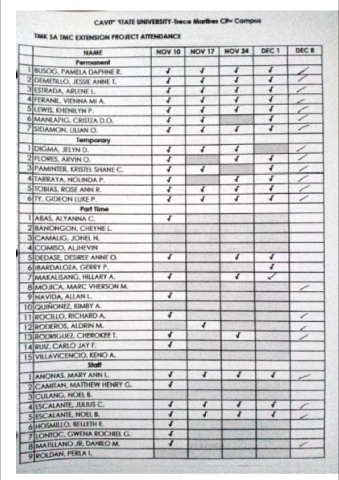 CAVITE STATE UNIVERSITY-Trece Martires City Campus
TMK SA TMC EXTENSION PROJECT ATTENDANCE
NAME NOV 10 NOV 17 NOV 24 DEC 1 DEC 8
Permanent
1 BUSOG, PAMELA DAPHNE R. ✓ ✓ ✓ ✓ ✓
2 DEMETILLO, JESSIE ANNE T. ✓ ✓ ✓ ✓ ✓
3 ESTRADA, ARLENE L. ✓ ✓ ✓ ✓ ✓
4 FERANIL, VIENNA MI A. ✓ ✓ ✓ ✓ ✓
5 LEWIS, KHENILYN P. ✓ ✓ ✓ ✓ ✓
6 MANLAPIG, CRISTZA D.O. ✓ ✓ ✓ ✓
7 SIDAMON, LILIAN O. ✓ ✓ ✓ ✓ ✓
Temporary
1 DIGMA, JELYN D. ✓ ✓ ✓ ✓
2 FLORES, ARVIN O. ✓ ✓ ✓ ✓
3 PAMINTER, KRISTEL SHANE C. ✓ ✓ ✓ ✓
4 TARRAYA, NOLINDA P. ✓ ✓ ✓ ✓
5 TOBIAS, ROSE ANN R. ✓ ✓ ✓ ✓ ✓
6 TY, GIDEON LUKE P. ✓ ✓ ✓ ✓ ✓
Part Time
1 ABAS, ALYANNA C. ✓
2 BANONGON, CHEYNE L.
3 CAMALIG, JONEL N.
4 COMISO, ALJHEVIN
5 DEDASE, DESIREE ANNE O. ✓ ✓ ✓
6 IBARDALOZA, GERRY P. ✓
7 MAKALISANG, HILLARY A. ✓ ✓ ✓
8 MOJICA, MARC VHERSON M. ✓
9 NAVIDA, ALLAN L. ✓
10 QUIÑONEZ, KIMBY A.
11 ROCILLO, RICHARD A. ✓ ✓
12 RODEROS, ALDRIN M. ✓
13 RODRIGUEZ, CHEROKEE T. ✓ ✓ ✓
14 RUIZ, CARLO JAY F. ✓
15 VILLAVICENCIO, KENO A.
Staff
1 ANONAS, MARY ANN L. ✓ ✓ ✓ ✓ ✓
2 CAMITAN, MATTHEW HENRY G. ✓
3 CULANG, NOEL B.
4 ESCALANTE, JULIUS C. ✓ ✓ ✓ ✓ ✓
5 ESCALANTE, NOEL B. ✓ ✓ ✓ ✓ ✓
6 HOSMILLO, BELLETH E. ✓
7 LONTOC, GWENA ROCHIEL G. ✓
8 MATILLANO JR, DANILO M. ✓ ✓
9 ROLDAN, PERLA L